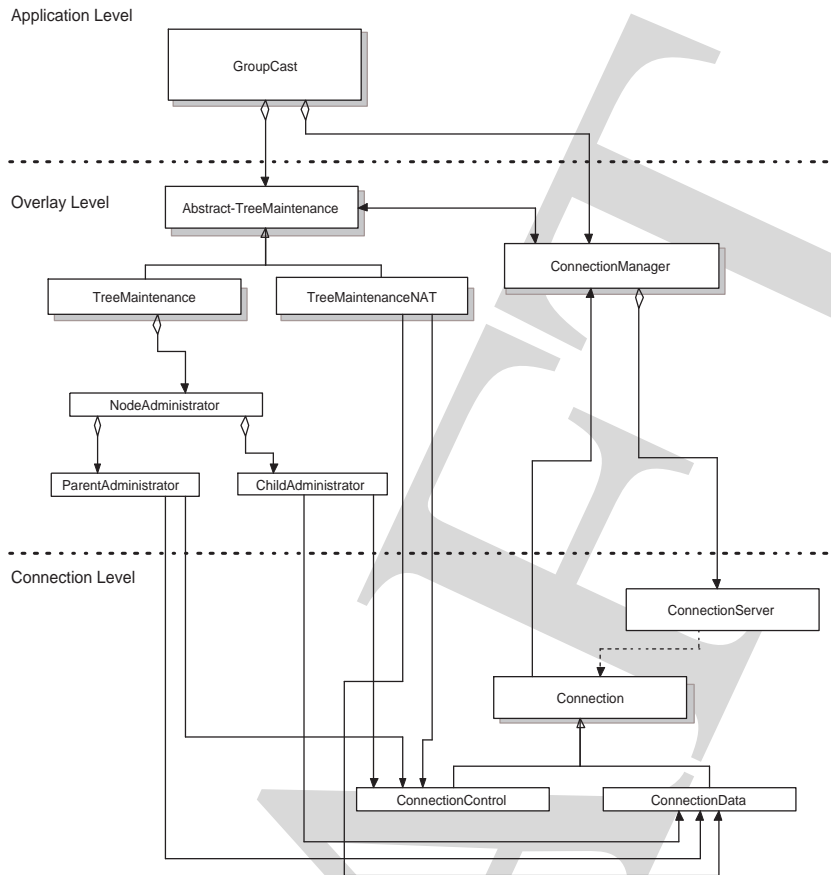 Application Level
GroupCast
Overlay Level
Abstract-TreeMaintenance
ConnectionManager
TreeMaintenance
TreeMaintenanceNAT
NodeAdministrator
ParentAdministrator
ChildAdministrator
Connection Level
ConnectionServer
Connection
ConnectionControl
ConnectionData